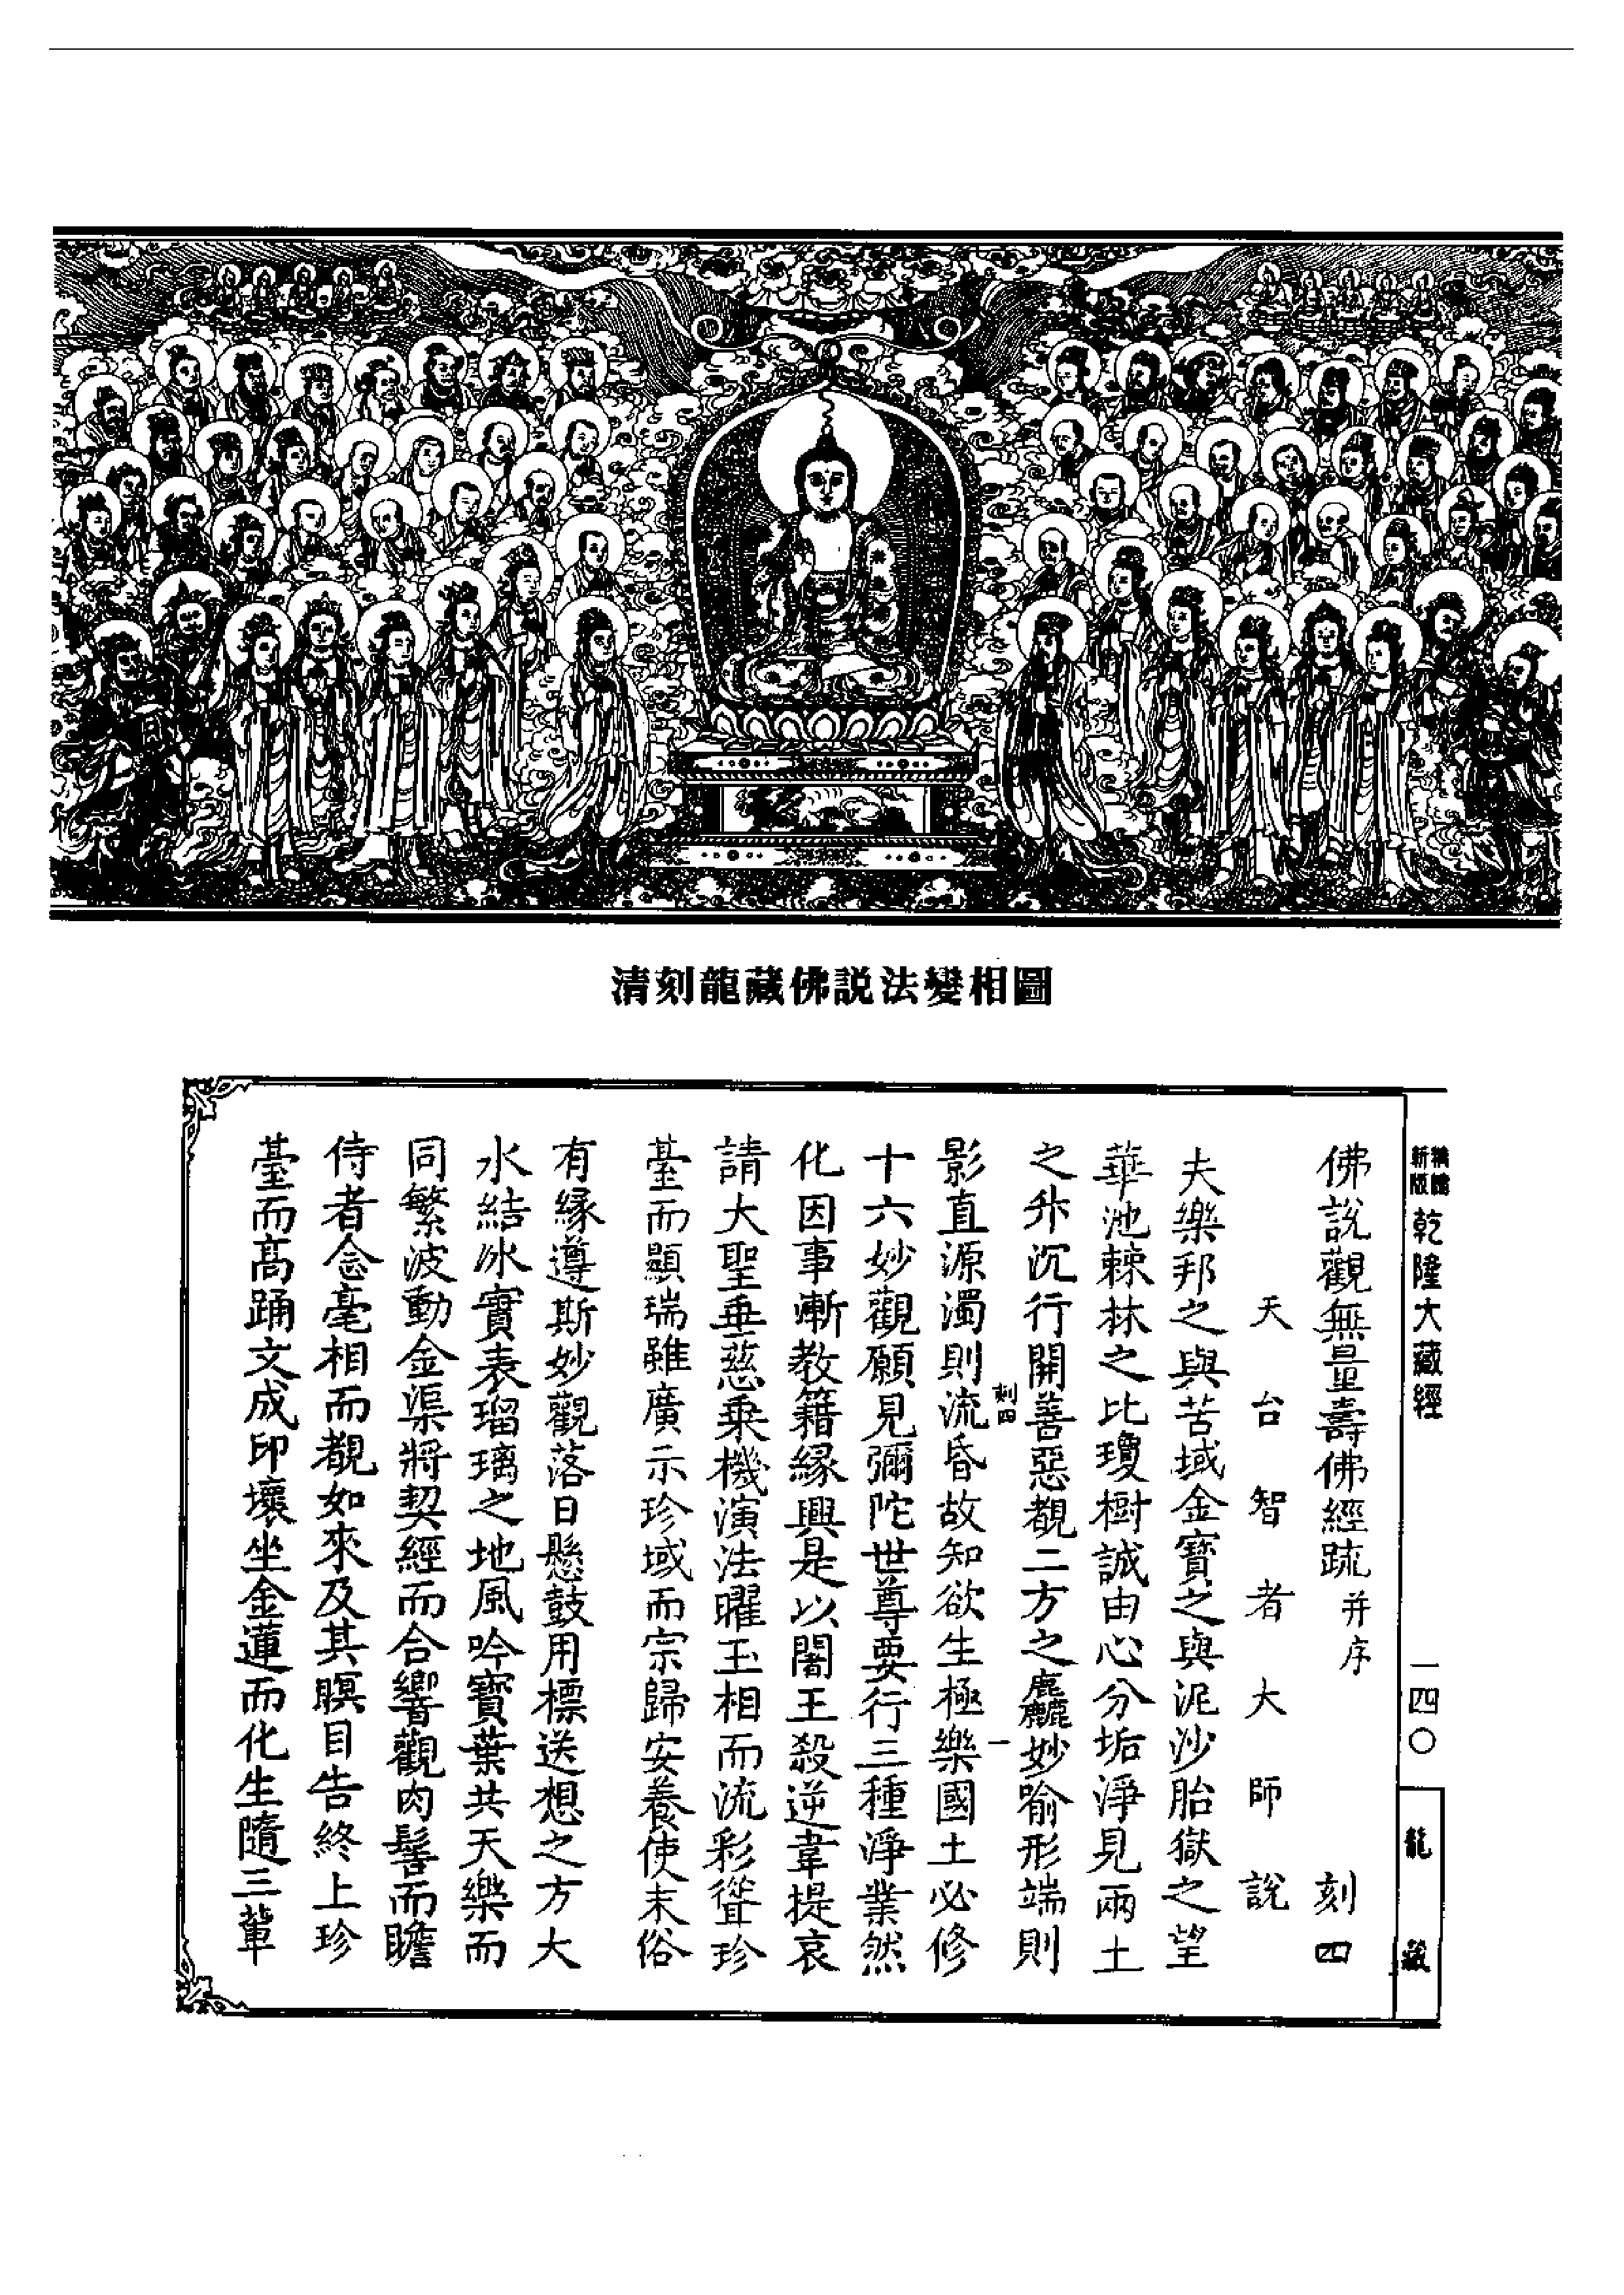 清刻龍藏佛説法變相圖
新版
乾隆大藏經
一四〇
龍藏
佛說觀無量壽佛經疏 并序 刻四
天台智者大師說
夫樂邦之與苦域金寶之與泥沙胎獄之望
華池棘林之比瓊樹誠由心分垢淨見兩土
之升沉行開善惡覩二方之麤妙喻形端則
刻四 一
影直源濁則流昏故知欲生極樂國土必修
十六妙觀願見彌陀世尊要行三種淨業然
化因事漸教籍緣興是以闍王殺逆韋提哀
請大聖垂慈乘機演法曜玉相而流彩聳珍
臺而顯瑞雖廣示珍域而宗歸安養使末俗
有緣遵斯妙觀落日懸鼓用標送想之方大
水結冰實表瑠璃之地風吟寶葉共天樂而
同繁波動金渠將契經而合響觀肉髻而瞻
侍者念毫相而覩如來及其瞑目告終上珍
臺而高踊文成印壞坐金蓮而化生隨三輩